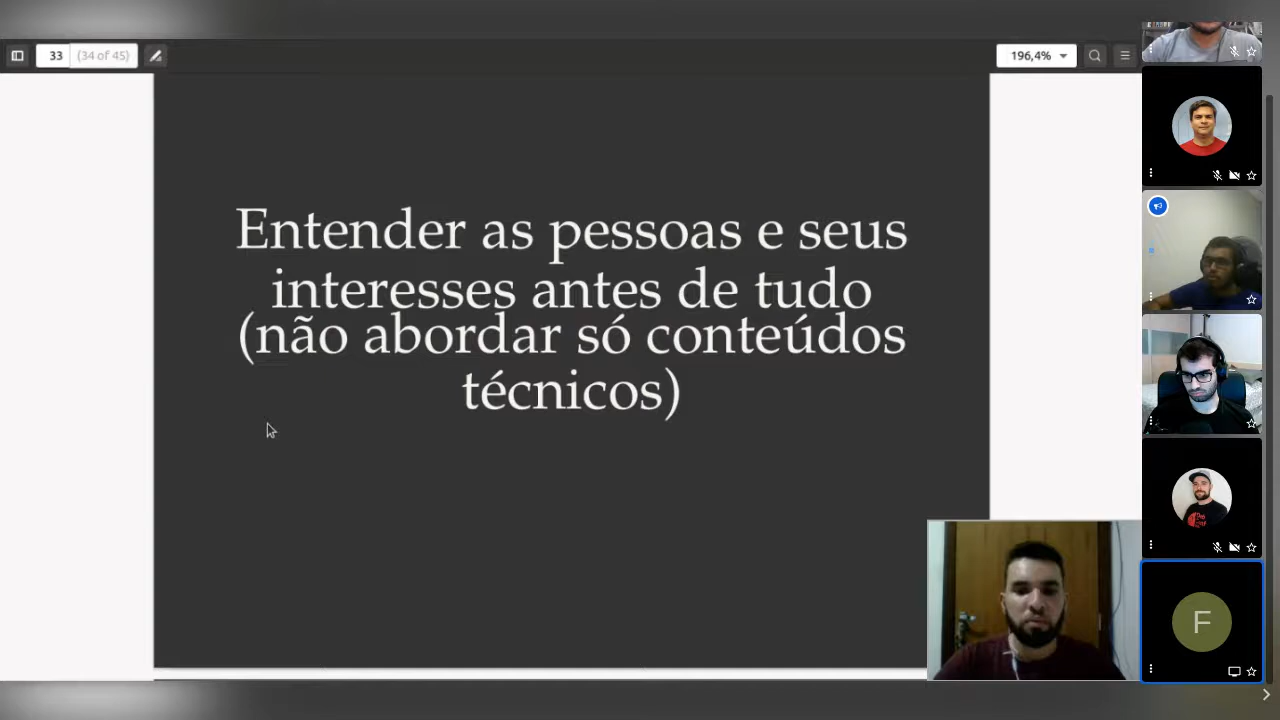 33 (34 of 45)
196,4%
Entender as pessoas e seus
interesses antes de tudo
(não abordar só conteúdos
técnicos)
F